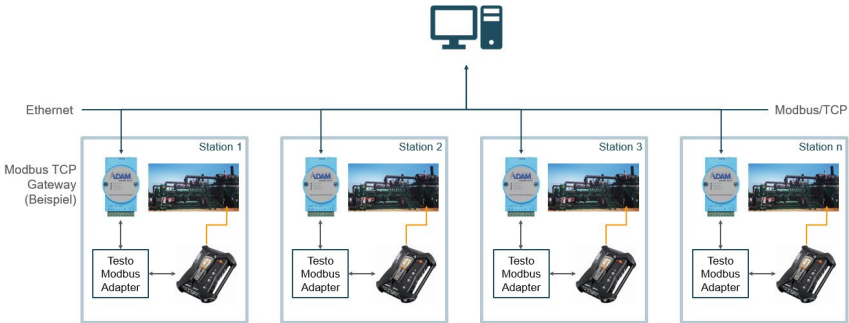 Ethernet
Modbus/TCP
Station 1
Station 2
Station 3
Station n
Modbus TCP
Gateway
(Beispiel)
ADAM
ADAM
ADAM
ADAM
Testo
Modbus
Adapter
Testo
Modbus
Adapter
Testo
Modbus
Adapter
Testo
Modbus
Adapter